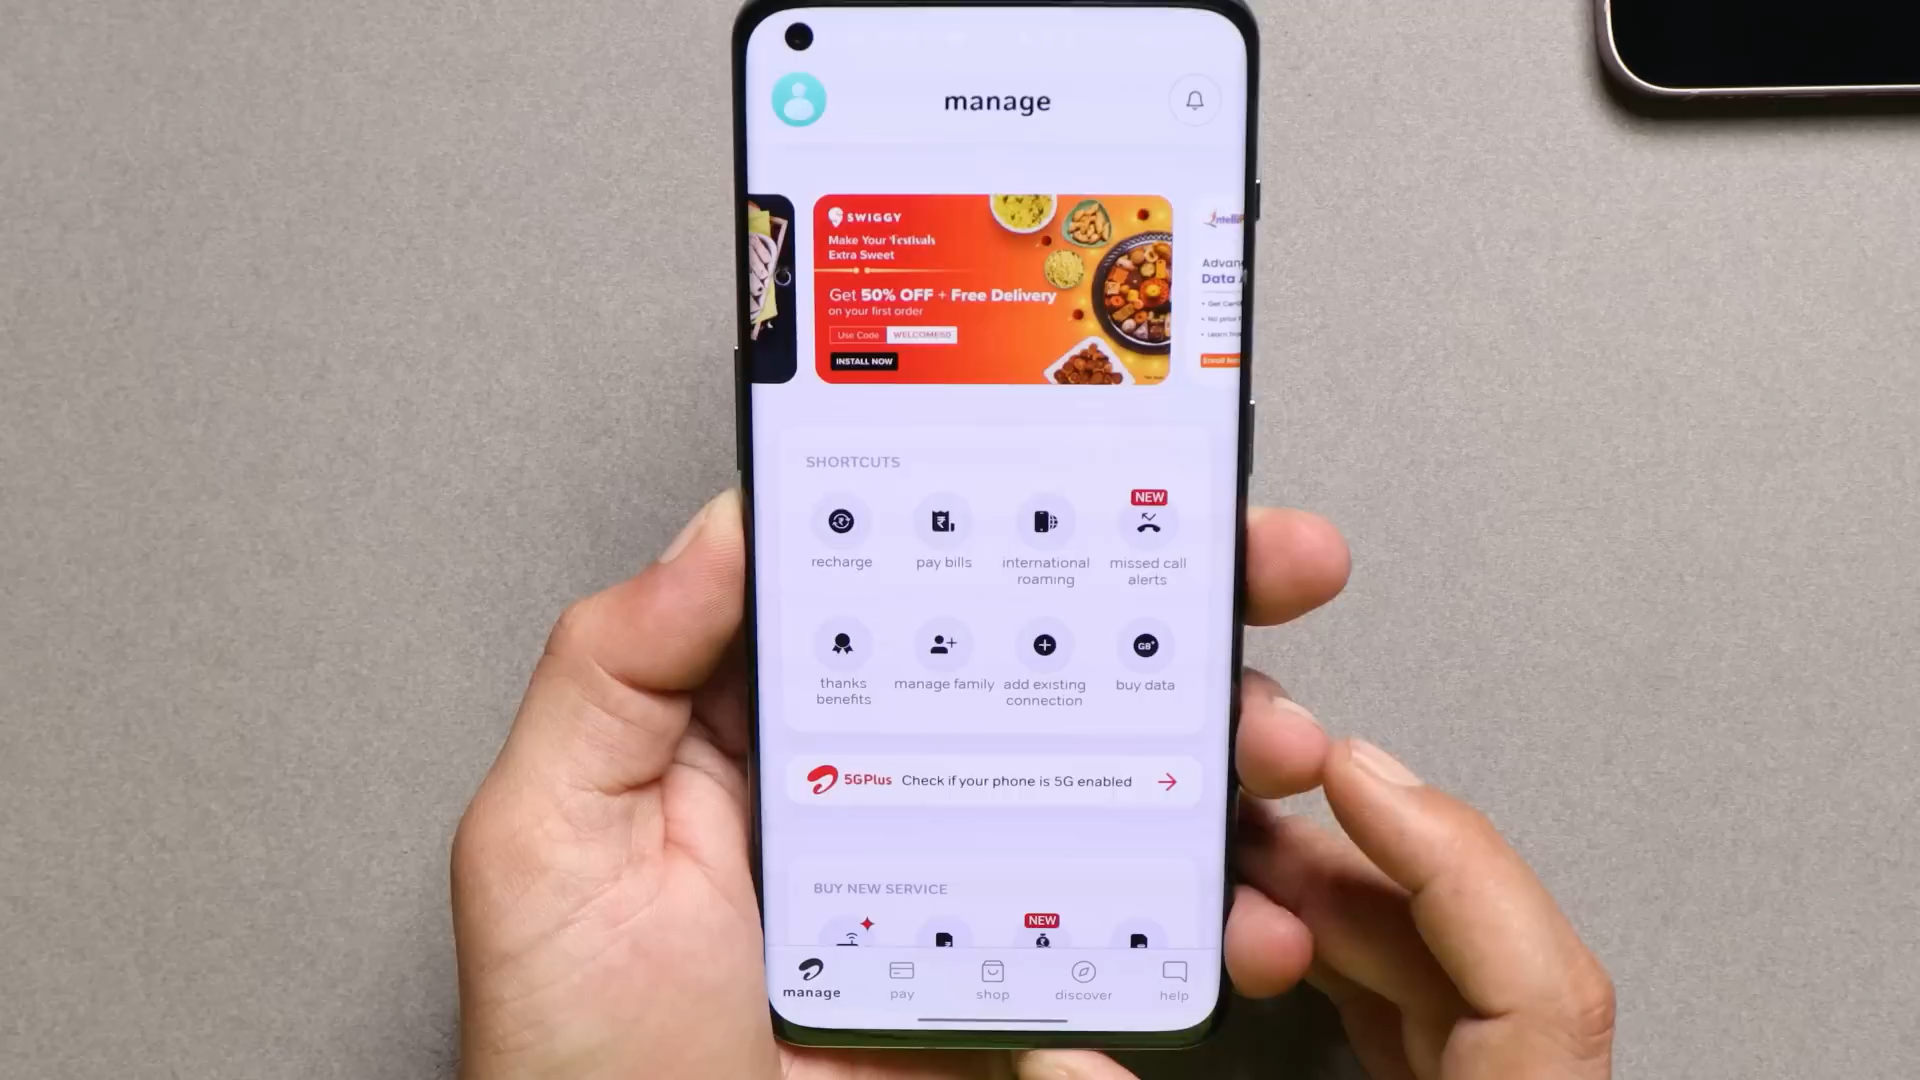 manage
SWIGGY
Make Your Festivals
Extra Sweet
Get 50% OFF + Free Delivery
on your first order
Use Code WELCOME50
INSTALL NOW
Data
SHORTCUTS
NEW
recharge
pay bills
international
roaming
missed call
alerts
thanks
benefits
manage family
add existing
connection
GB+
buy data
5G Plus Check if your phone is 5G enabled
BUY NEW SERVICE
NEW
manage
pay
shop
discover
help